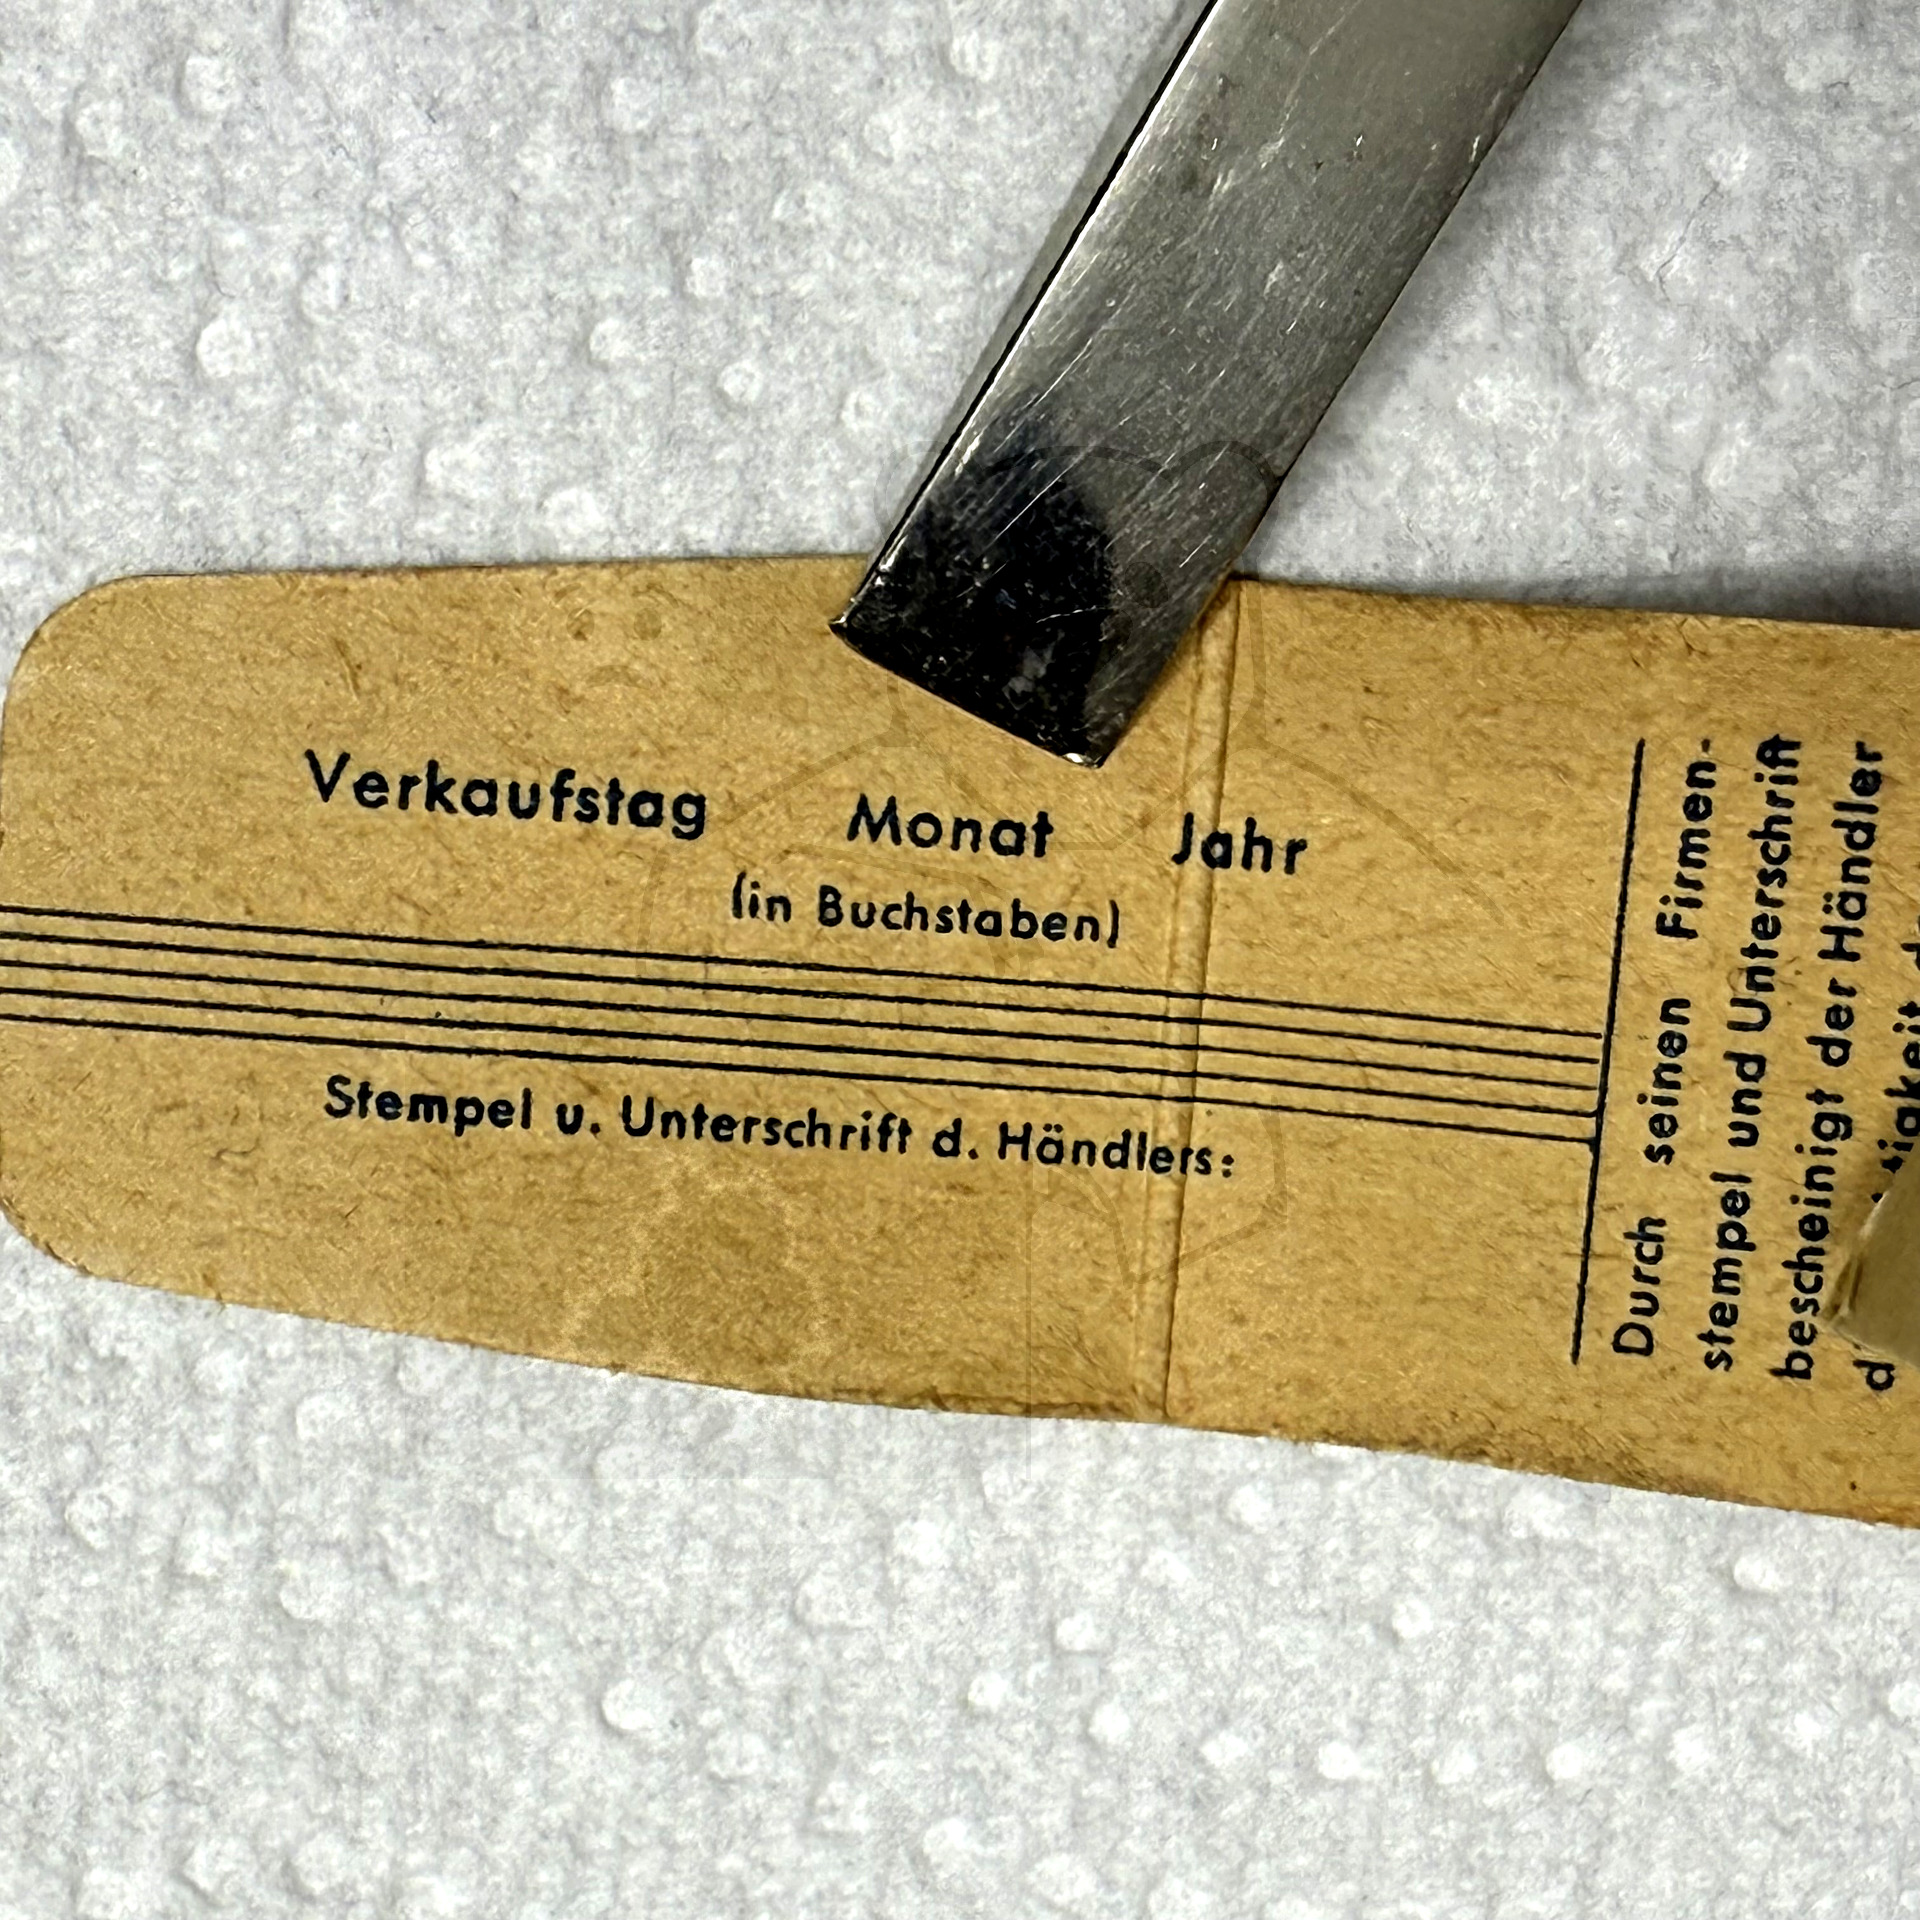 Verkaufstag Monat Jahr
(in Buchstaben)
Stempel u. Unterschrift d. Händlers:
Durch seinen Firmen-
stempel und Unterschrift
bescheinigt der Händler